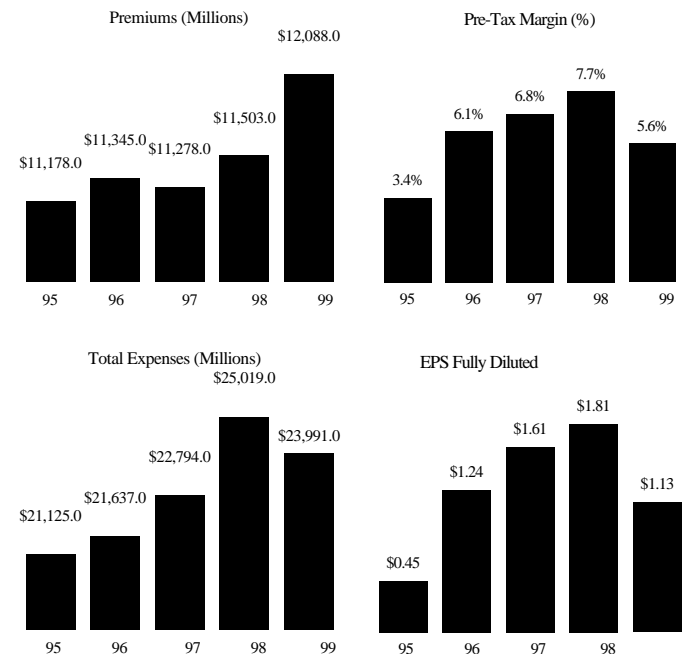 Premiums (Millions)
$12,088.0
$11,503.0
$11,345.0
$11,278.0
$11,178.0
95 96 97 98 99
Pre-Tax Margin (%)
7.7%
6.8%
6.1%
5.6%
3.4%
95 96 97 98 99
Total Expenses (Millions)
$25,019.0
$23,991.0
$22,794.0
$21,637.0
$21,125.0
95 96 97 98 99
EPS Fully Diluted
$1.81
$1.61
$1.24
$1.13
$0.45
95 96 97 98